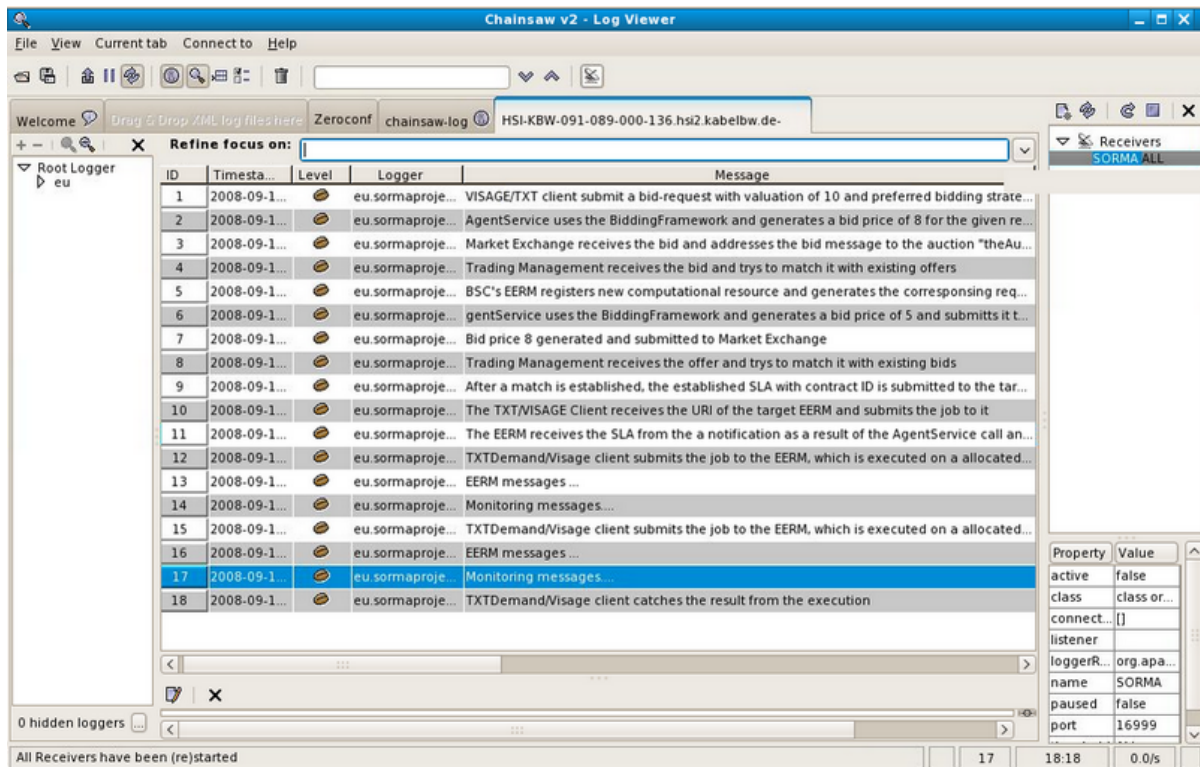 Chainsaw v2 - Log Viewer
File View Current tab Connect to Help
Welcome Drag & Drop XML log files here Zeroconf chainsaw-log HSI-KBW-091-089-000-136.hsi2.kabelbw.de-
Refine focus on:
Root Logger
eu
Receivers
SORMA ALL
ID Timesta... Level Logger Message
1 2008-09-1... eu.sormaproje... VISAGE/TXT client submit a bid-request with valuation of 10 and preferred bidding strate...
2 2008-09-1... eu.sormaproje... AgentService uses the BiddingFramework and generates a bid price of 8 for the given re...
3 2008-09-1... eu.sormaproje... Market Exchange receives the bid and addresses the bid message to the auction "theAu...
4 2008-09-1... eu.sormaproje... Trading Management receives the bid and trys to match it with existing offers
5 2008-09-1... eu.sormaproje... BSC's EERM registers new computational resource and generates the corresponsing req...
6 2008-09-1... eu.sormaproje... gentService uses the BiddingFramework and generates a bid price of 5 and submitts it t...
7 2008-09-1... eu.sormaproje... Bid price 8 generated and submitted to Market Exchange
8 2008-09-1... eu.sormaproje... Trading Management receives the offer and trys to match it with existing bids
9 2008-09-1... eu.sormaproje... After a match is established, the established SLA with contract ID is submitted to the tar...
10 2008-09-1... eu.sormaproje... The TXT/VISAGE Client receives the URI of the target EERM and submits the job to it
11 2008-09-1... eu.sormaproje... The EERM receives the SLA from the a notification as a result of the AgentService call an...
12 2008-09-1... eu.sormaproje... TXTDemand/Visage client submits the job to the EERM, which is executed on a allocated...
13 2008-09-1... eu.sormaproje... EERM messages ...
14 2008-09-1... eu.sormaproje... Monitoring messages....
15 2008-09-1... eu.sormaproje... TXTDemand/Visage client submits the job to the EERM, which is executed on a allocated...
16 2008-09-1... eu.sormaproje... EERM messages ...
17 2008-09-1... eu.sormaproje... Monitoring messages....
18 2008-09-1... eu.sormaproje... TXTDemand/Visage client catches the result from the execution
Property Value
active false
class class or...
connect... []
listener
loggerR... org.apa...
name SORMA
paused false
port 16999
0 hidden loggers ...
All Receivers have been (re)started 17 18:18 0.0/s